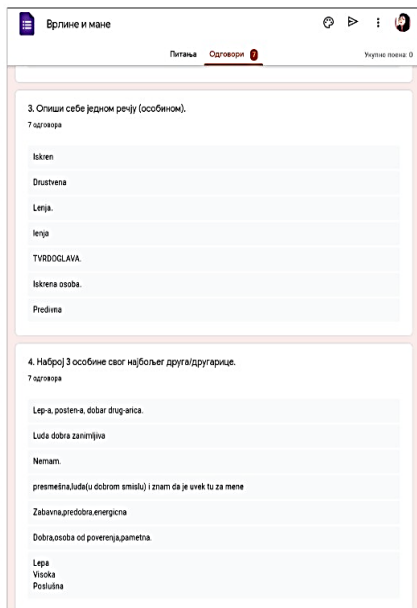 Врлине и мане
Питања Одговори 7
Укупно поена: 0
3. Опиши себе једном речју (особином).
7 одговора
Iskren
Drustvena
Lenja.
lenja
TVRDOGLAVA.
Iskrena osoba.
Predivna
4. Наброј 3 особине свог најбољег друга/другарице.
7 одговора
Lep-a, posten-a, dobar drug-arica.
Luda dobra zanimljiva
Nemam.
presmešna,luda(u dobrom smislu) i znam da je uvek tu za mene
Zabavna,predobra,energicna
Dobra,osoba od poverenja,pametna.
Lepa
Visoka
Poslušna